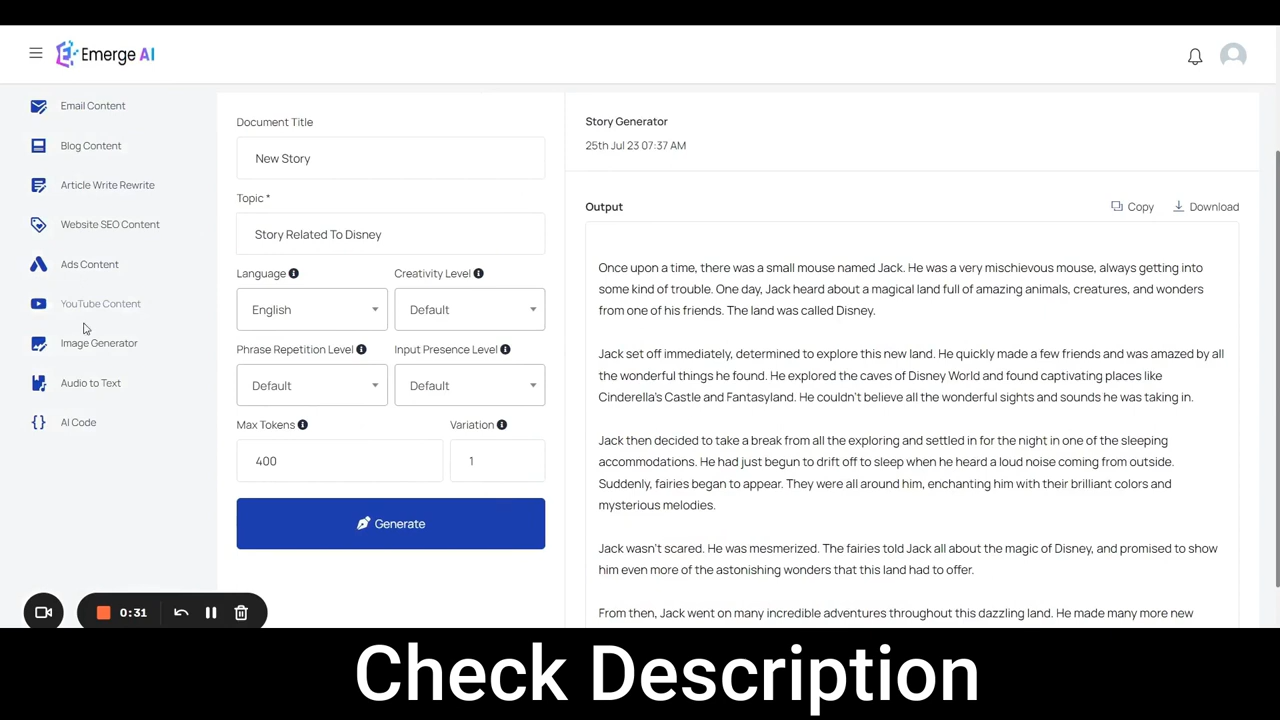 Emerge AI
Email Content
Blog Content
Article Write Rewrite
Website SEO Content
Ads Content
YouTube Content
Image Generator
Audio to Text
AI Code
Document Title
New Story
Topic *
Story Related To Disney
Language
Creativity Level
English
Default
Phrase Repetition Level
Input Presence Level
Default
Default
Max Tokens
Variation
400
1
Generate
Story Generator
25th Jul 23 07:37 AM
Output
Copy
Download
Once upon a time, there was a small mouse named Jack. He was a very mischievous mouse, always getting into
some kind of trouble. One day, Jack heard about a magical land full of amazing animals, creatures, and wonders
from one of his friends. The land was called Disney.
Jack set off immediately, determined to explore this new land. He quickly made a few friends and was amazed by all
the wonderful things he found. He explored the caves of Disney World and found captivating places like
Cinderella's Castle and Fantasyland. He couldn't believe all the wonderful sights and sounds he was taking in.
Jack then decided to take a break from all the exploring and settled in for the night in one of the sleeping
accommodations. He had just begun to drift off to sleep when he heard a loud noise coming from outside.
Suddenly, fairies began to appear. They were all around him, enchanting him with their brilliant colors and
mysterious melodies.
Jack wasn't scared. He was mesmerized. The fairies told Jack all about the magic of Disney, and promised to show
him even more of the astonishing wonders that this land had to offer.
From then, Jack went on many incredible adventures throughout this dazzling land. He made many more new
0:31
Check Description